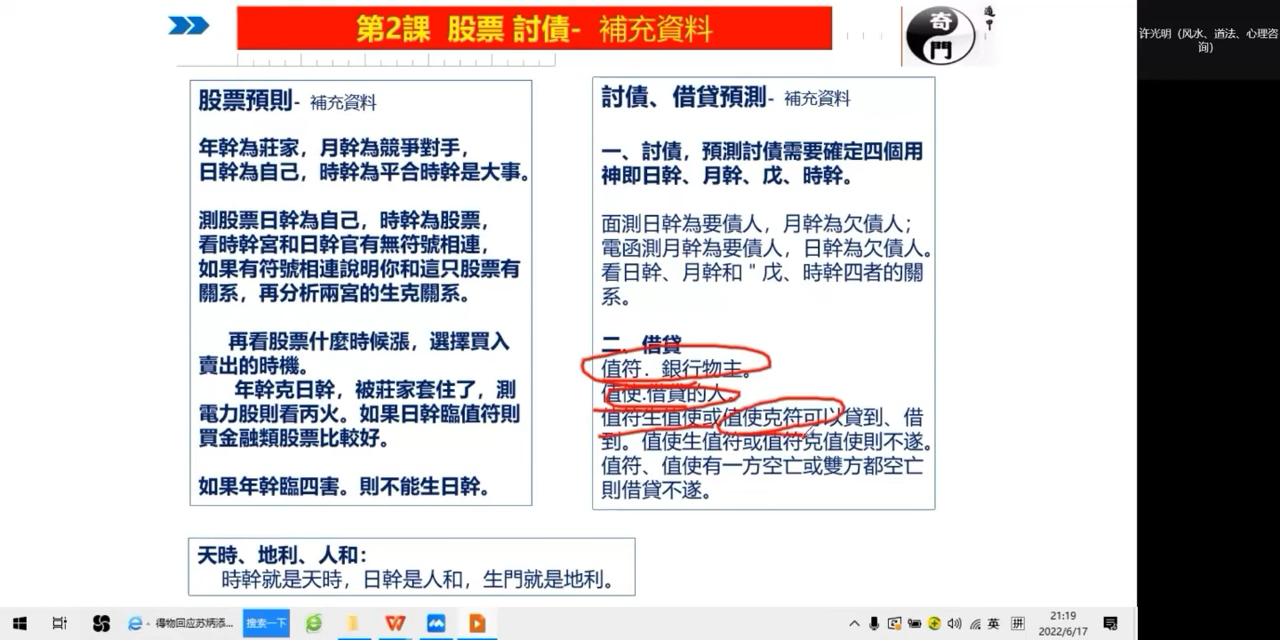 第2課 股票 討債- 補充資料
奇門
遁甲
许光明（风水、道法、心理咨
询）
股票預則- 補充資料
年幹為莊家，月幹為競爭對手，
日幹為自己，時幹為平合時幹是大事。
測股票日幹為自己，時幹為股票，
看時幹宮和日幹官有無符號相連，
如果有符號相連說明你和這只股票有
關系，再分析兩宮的生克關系。
再看股票什麼時候漲，選擇買入
賣出的時機。
年幹克日幹，被莊家套住了，測
電力股則看丙火。如果日幹臨值符則
買金融類股票比較好。
如果年幹臨四害。則不能生日幹。
討債、借貸預測- 補充資料
一、討債，預測討債需要確定四個用
神即日幹、月幹、戊、時幹。
面測日幹為要債人，月幹為欠債人；
電函測月幹為要債人，日幹為欠債人。
看日幹、月幹和＂戊、時幹四者的關
系。
二、借貸
值符．銀行物主。
值使.借貸的人。
值符生值使或值使克符可以貸到、借
到。值使生值符或值符克值使則不遂。
值符、值使有一方空亡或雙方都空亡
則借貸不遂。
天時、地利、人和：
時幹就是天時，日幹是人和，生門就是地利。
得物回应苏炳添...
搜索一下
英
拼
21:19
2022/6/17